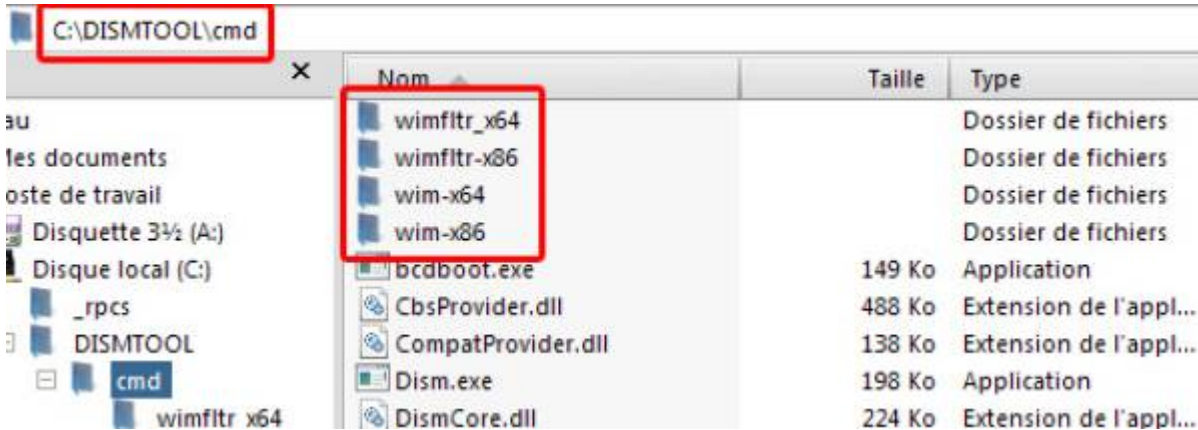 C:\DISMTOOL\cmd
× Nom Taille Type
au wimfltr_x64 Dossier de fichiers
Mes documents wimfltr-x86 Dossier de fichiers
oste de travail wim-x64 Dossier de fichiers
Disquette 3½ (A:) wim-x86 Dossier de fichiers
Disque local (C:) bcdboot.exe 149 Ko Application
_rpcs CbsProvider.dll 488 Ko Extension de l'appl...
DISMTOOL CompatProvider.dll 138 Ko Extension de l'appl...
cmd Dism.exe 198 Ko Application
wimfltr_x64 DismCore.dll 224 Ko Extension de l'appl...